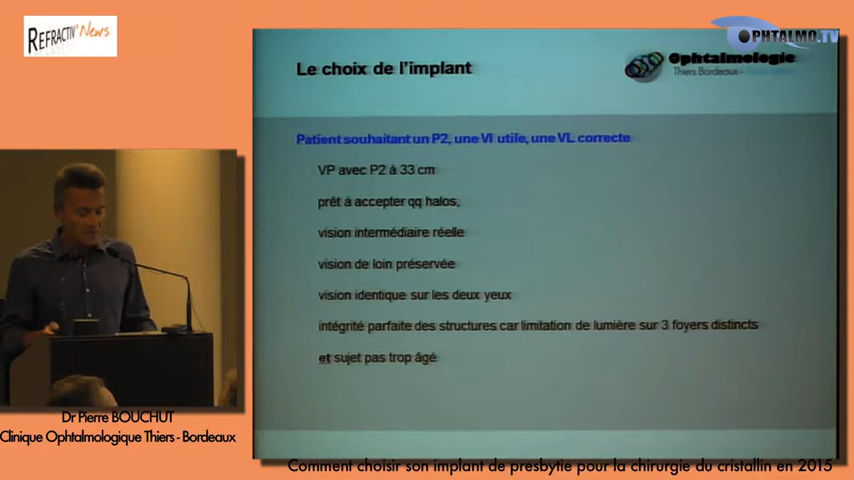 REFRACTIV' News
OPHTALMO.TV
Le choix de l'implant
Ophtalmologie
Thiers Bordeaux -
Patient souhaitant un P2, une VI utile, une VL correcte
VP avec P2 à 33 cm
prêt à accepter qq halos,
vision intermédiaire réelle
vision de loin préservée
vision identique sur les deux yeux
intégrité parfaite des structures car limitation de lumière sur 3 foyers distincts
et sujet pas trop âgé
Dr Pierre BOUCHUT
Clinique Ophtalmologique Thiers - Bordeaux
Comment choisir son implant de presbytie pour la chirurgie du cristallin en 2015